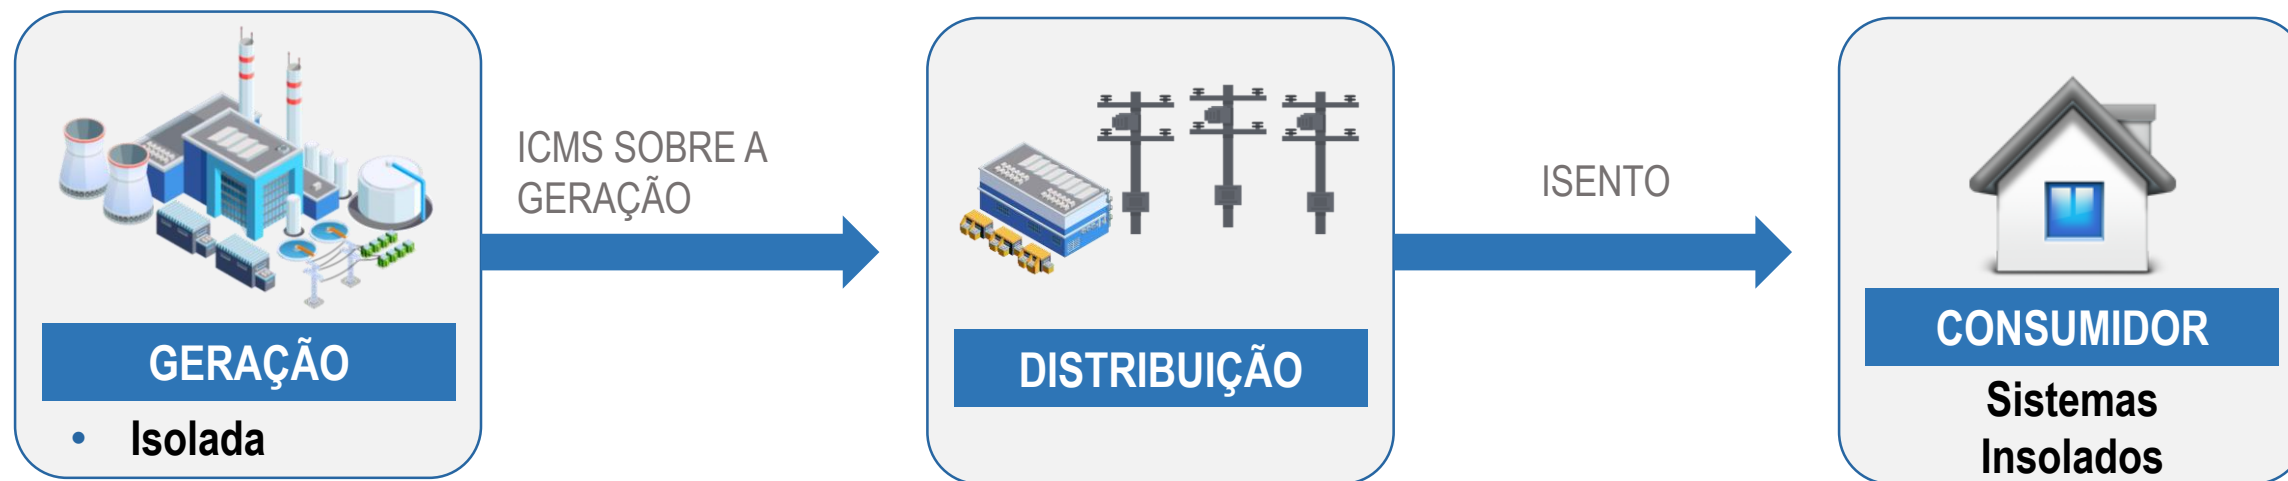 GERAÇÃO
• Isolada
ICMS SOBRE A
GERAÇÃO
DISTRIBUIÇÃO
ISENTO
CONSUMIDOR
Sistemas
Insolados